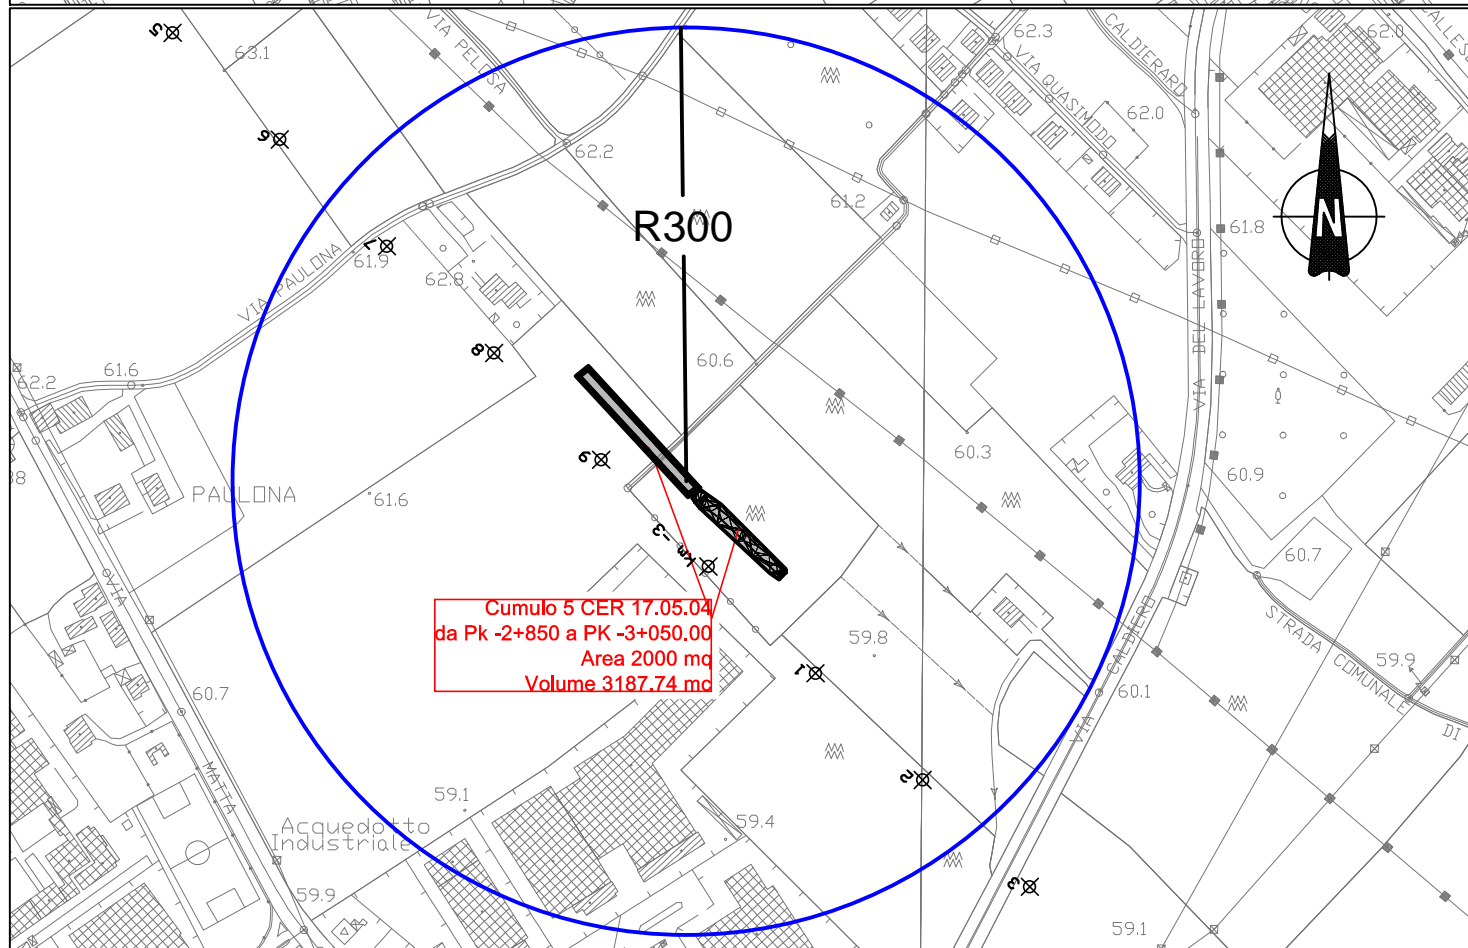 VIA PELOSA
63.1
5
6
7
8
9
62.2
62.3
VIA QUASIMODO
CALDIERARO
62.0
62.0
61.2
61.8
R300
N
VIA PAULONA
61.9
62.8
60.6
VIA DEL LAVORO
62.2
61.6
PAULONA
61.6
60.3
60.9
km -3
60.7
Cumulo 5 CER 17.05.04
da Pk -2+850 a PK -3+050.00
Area 2000 mq
Volume 3187.74 mc
59.8
1
2
3
STRADA COMUNALE DI
59.9
60.1
VIA CALDIERO
60.7
VIA MATTA
59.1
59.4
Acquedotto
Industriale
59.9
59.1